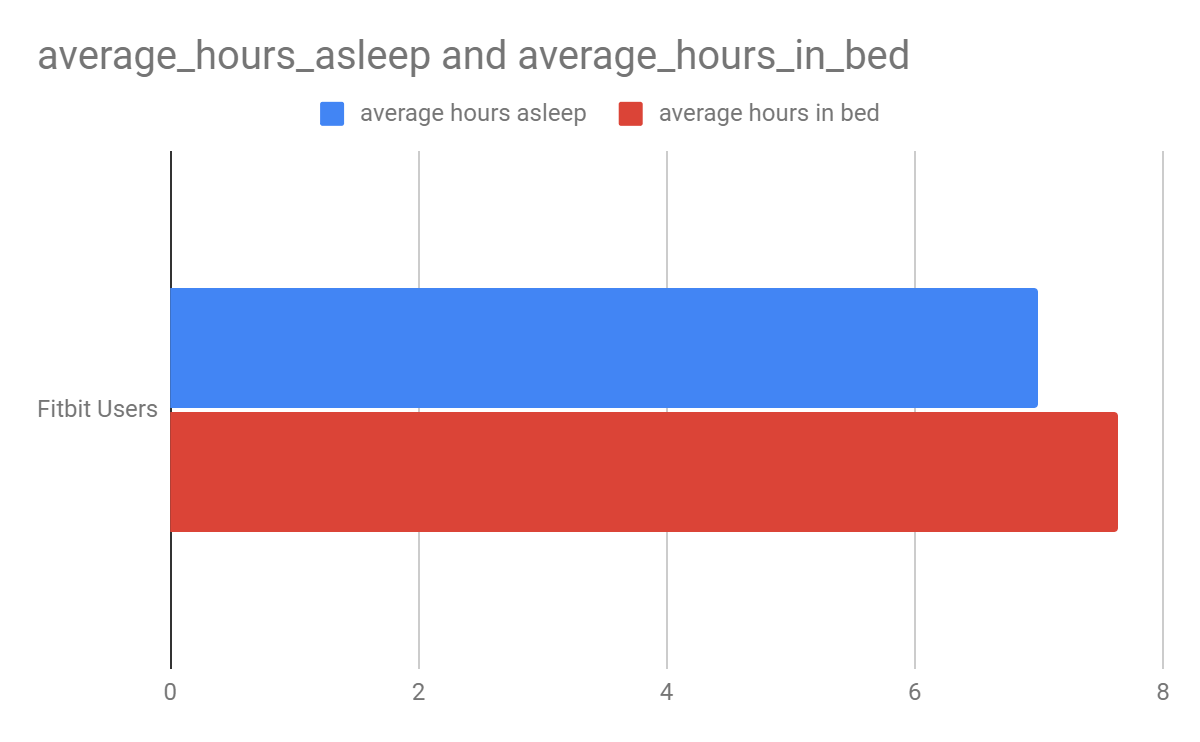 average_hours_asleep and average_hours_in_bed
average hours asleep average hours in bed
Fitbit Users
0 2 4 6 8